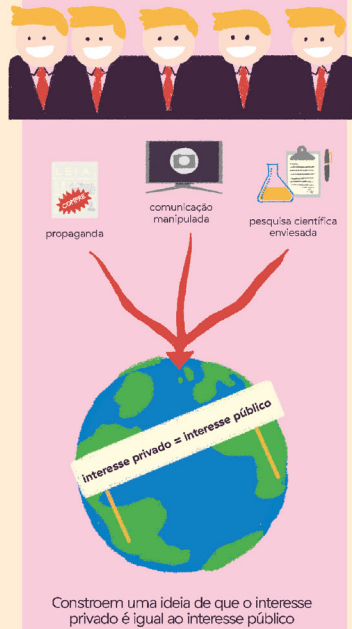 LEIA
COMPRE
propaganda
comunicação
manipulada
pesquisa científica
enviesada
interesse privado = interesse público
Constroem uma ideia de que o interesse
privado é igual ao interesse público